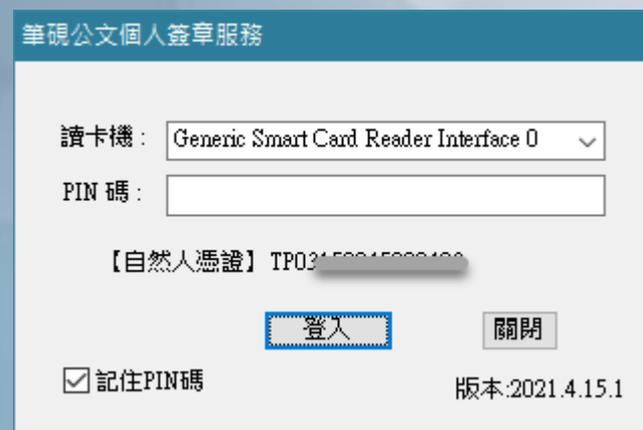 筆硯公文個人簽章服務
讀卡機 : Generic Smart Card Reader Interface 0
PIN 碼 :
【自然人憑證】 TP03
登入 關閉
記住PIN碼 版本:2021.4.15.1